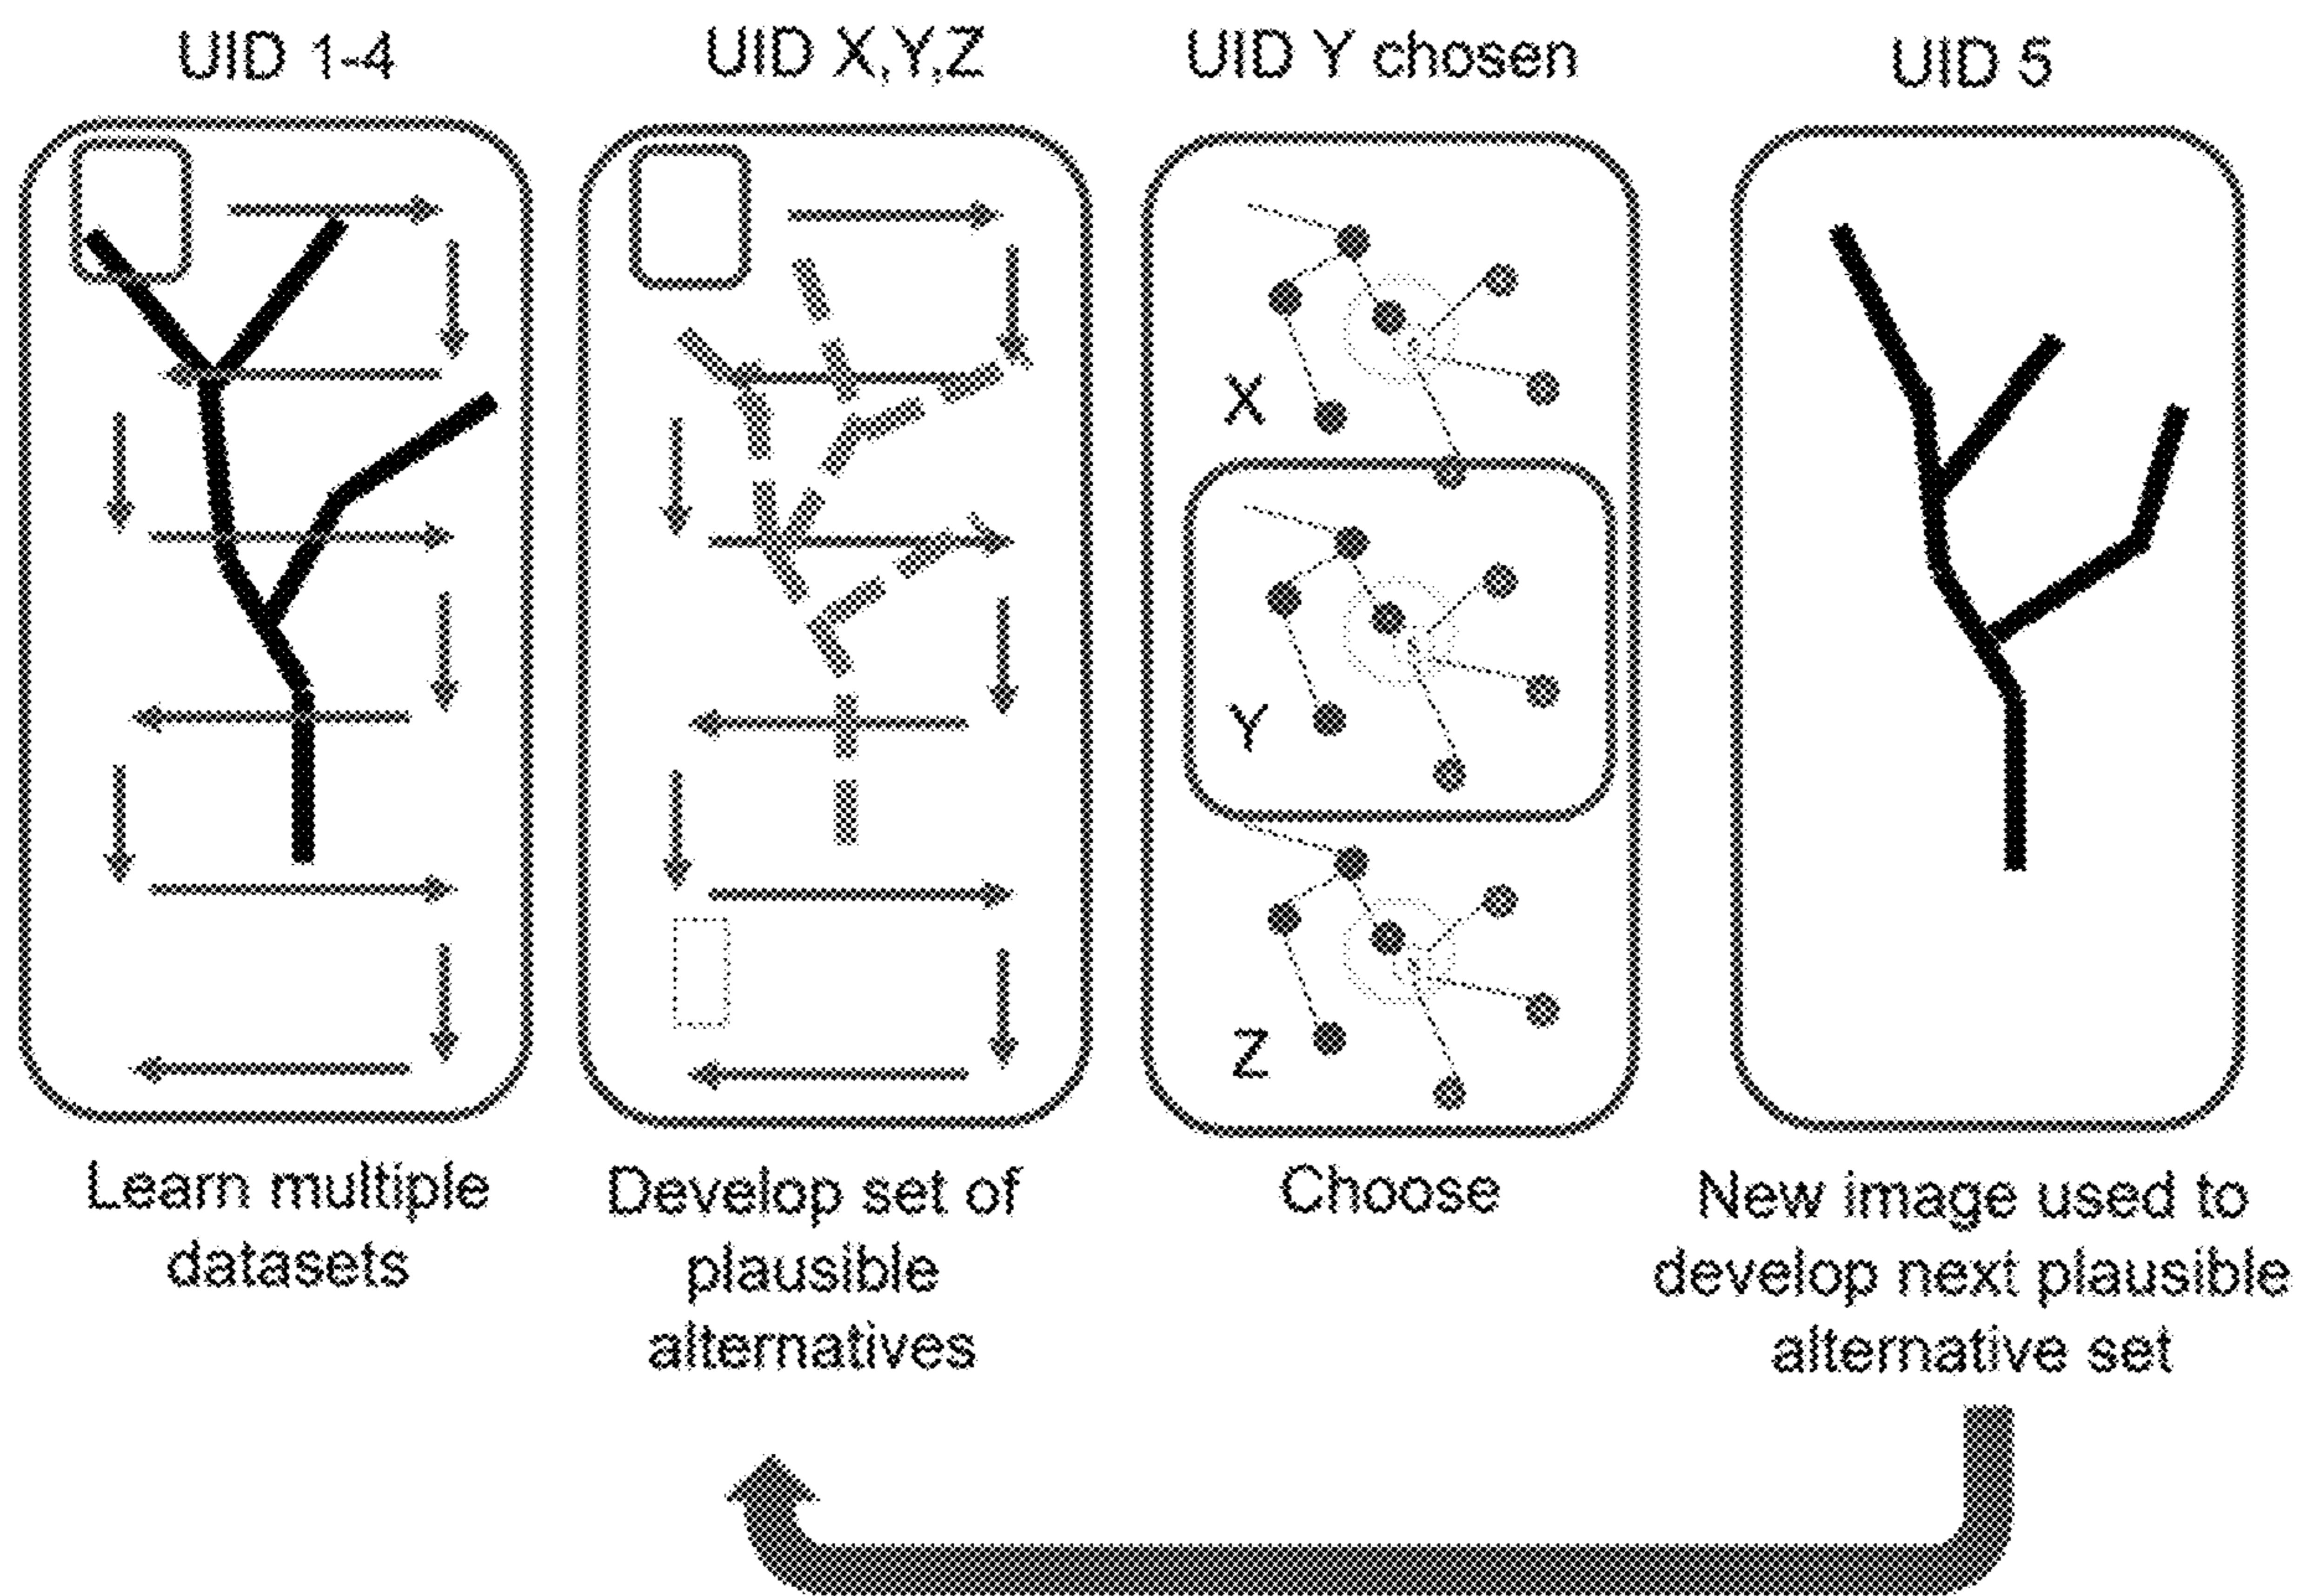 UID 1-4
UID X,Y,Z
UID Y chosen
UID 5
X
Y
Z
Learn multiple
datasets
Develop set of
plausible
alternatives
Choose
New image used to
develop next plausible
alternative set